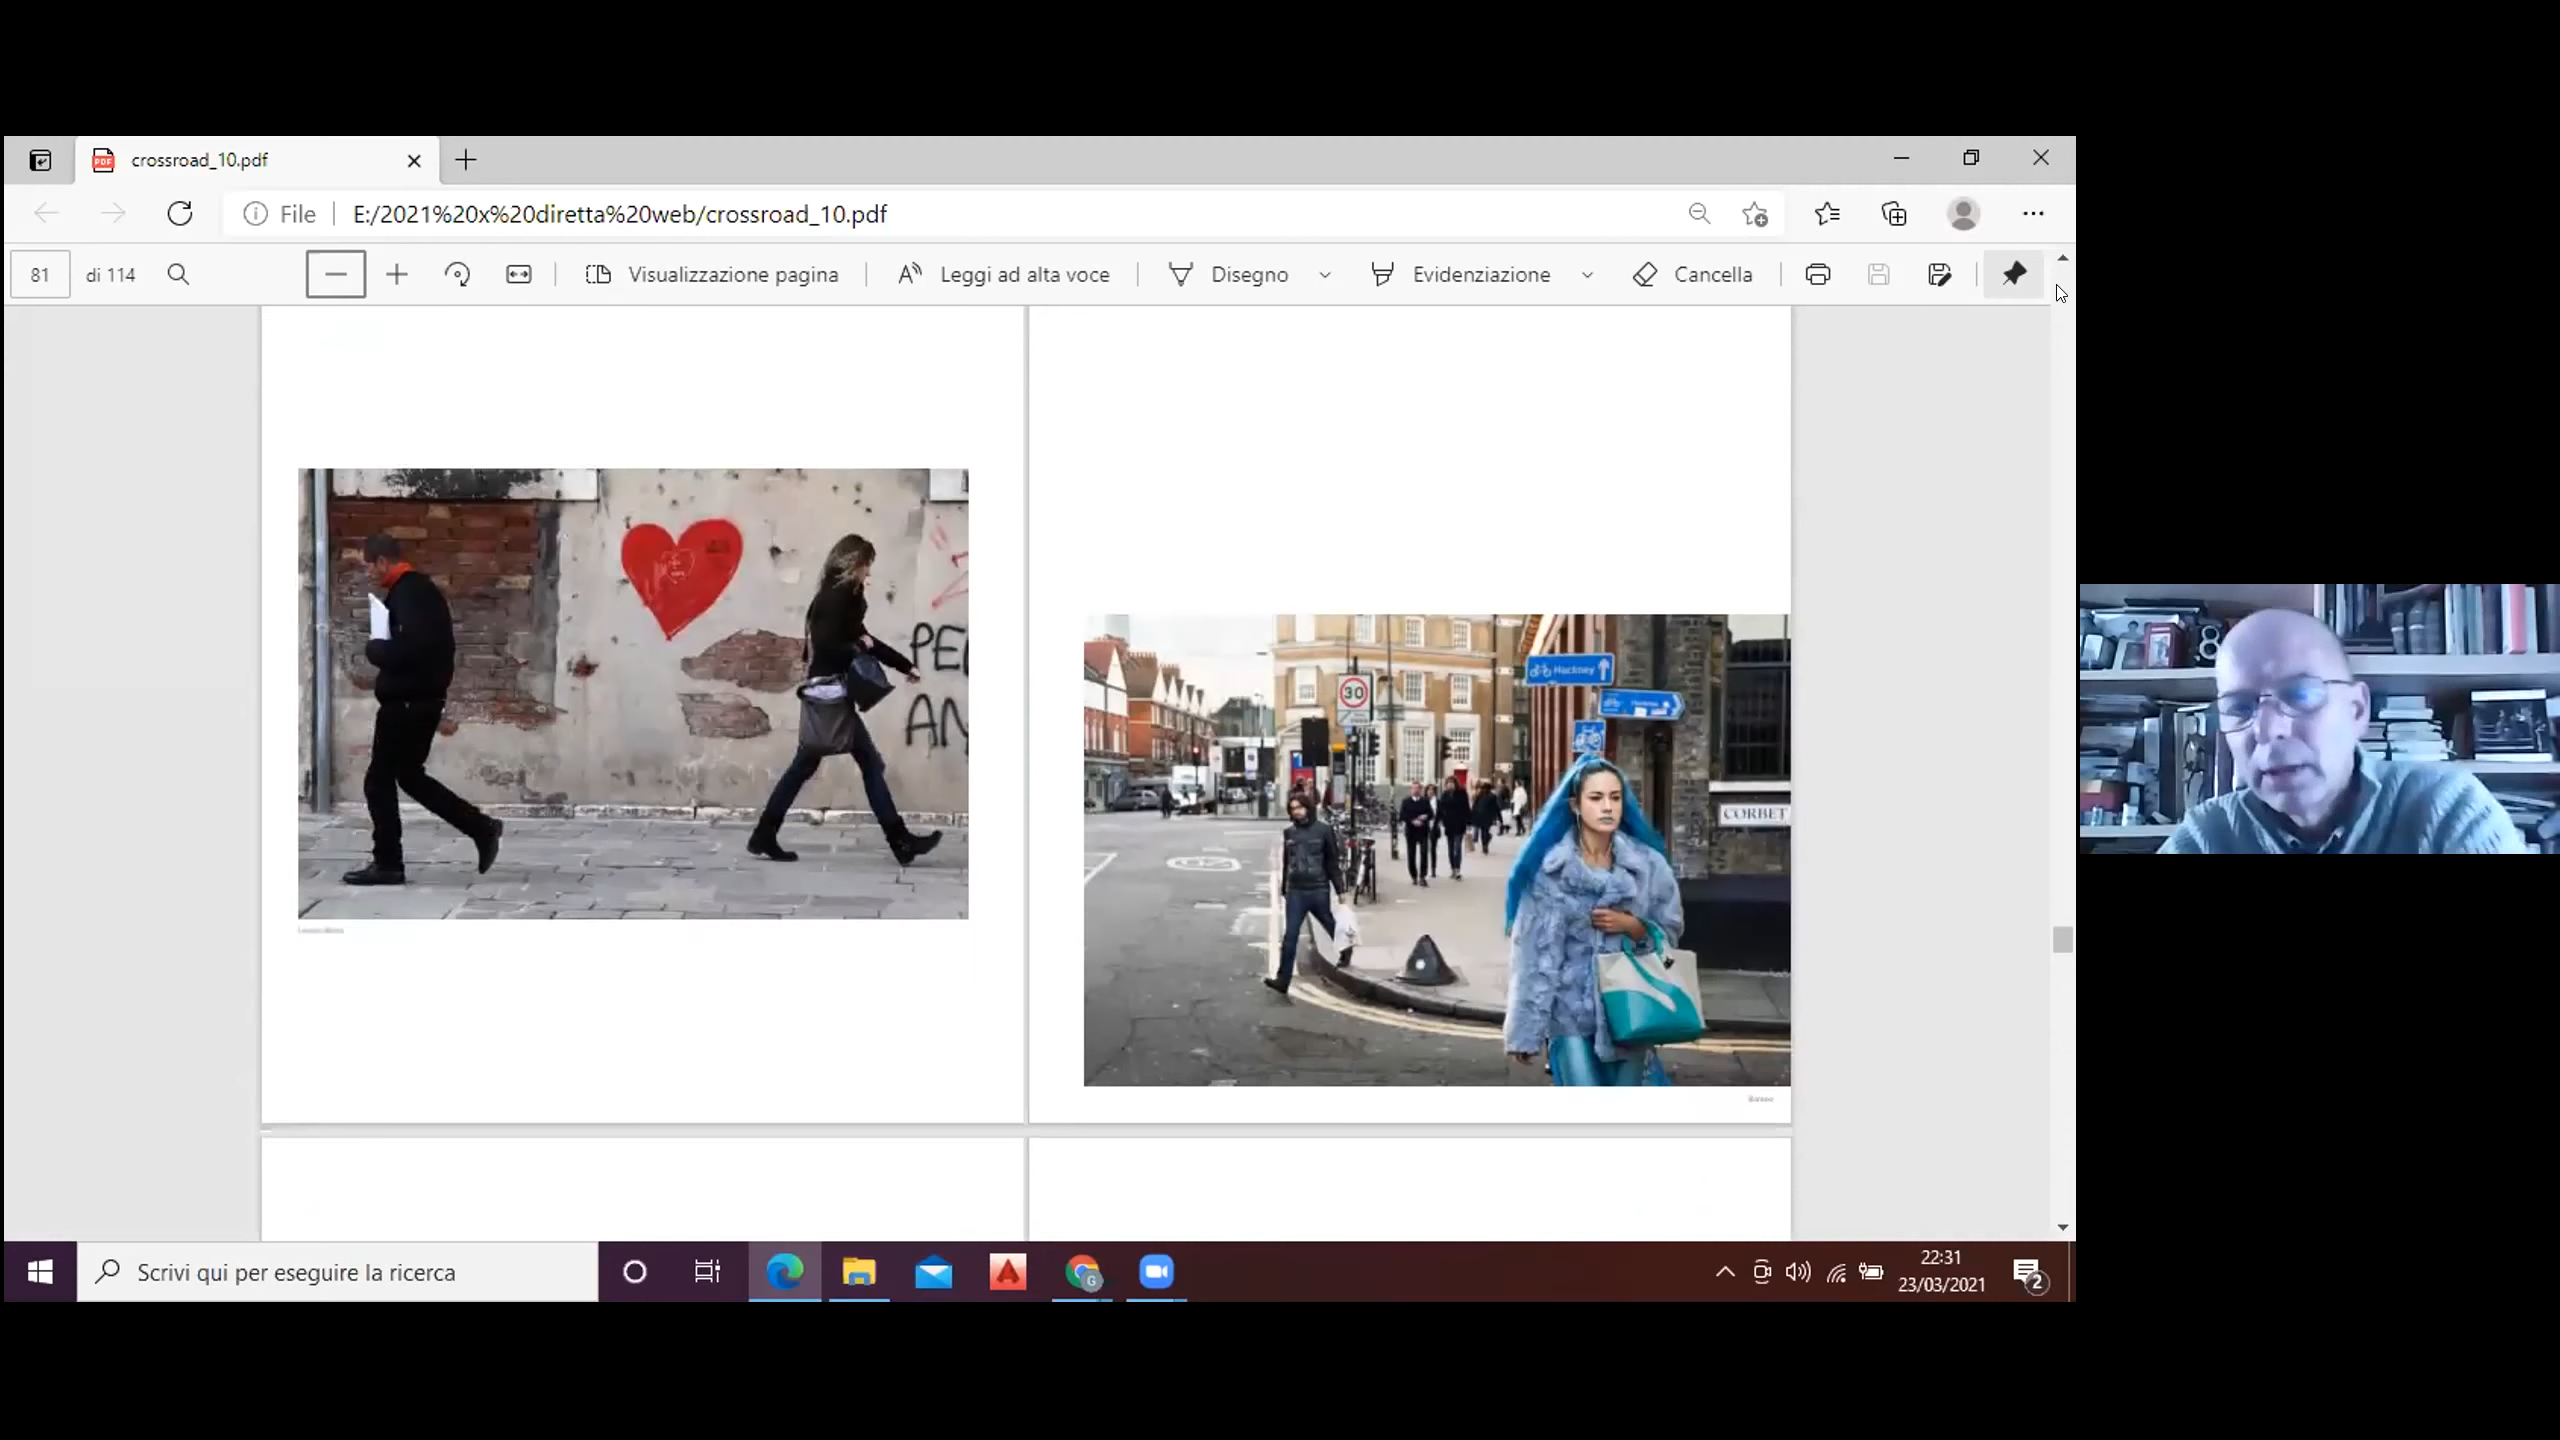 crossroad_10.pdf
File
E:/2021%20x%20diretta%20web/crossroad_10.pdf
81 di 114
Visualizzazione pagina
Leggi ad alta voce
Disegno
Evidenziazione
Cancella
PE
AN
Hackney
30
CORBET
Scrivi qui per eseguire la ricerca
G
22:31
23/03/2021
2